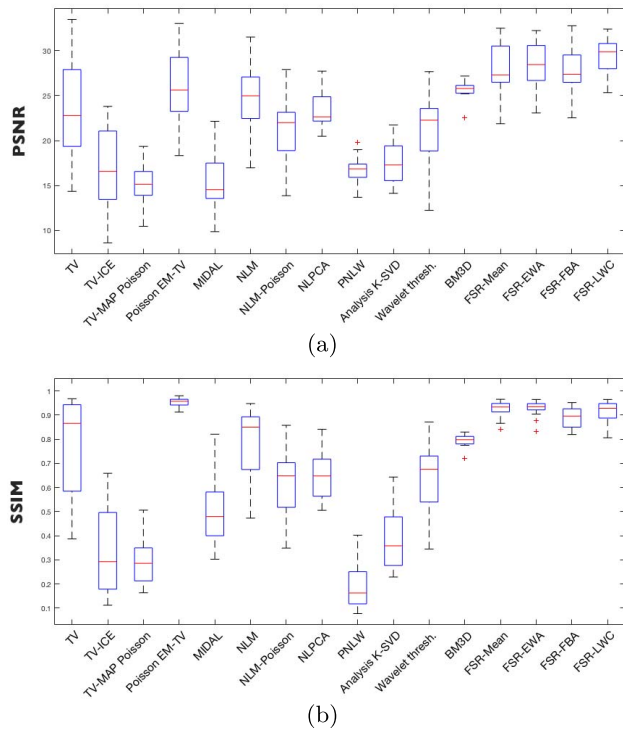 PSNR
30
25
20
15
10
TV
TV-ICE
TV-MAP Poisson
Poisson EM-TV
MIDAL
NLM
NLM-Poisson
NLPCA
PNLW
Analysis K-SVD
Wavelet thresh.
BM3D
FSR-Mean
FSR-EWA
FSR-FBA
FSR-LWC
(a)
SSIM
1
0.9
0.8
0.7
0.6
0.5
0.4
0.3
0.2
0.1
TV
TV-ICE
TV-MAP Poisson
Poisson EM-TV
MIDAL
NLM
NLM-Poisson
NLPCA
PNLW
Analysis K-SVD
Wavelet thresh.
BM3D
FSR-Mean
FSR-EWA
FSR-FBA
FSR-LWC
(b)